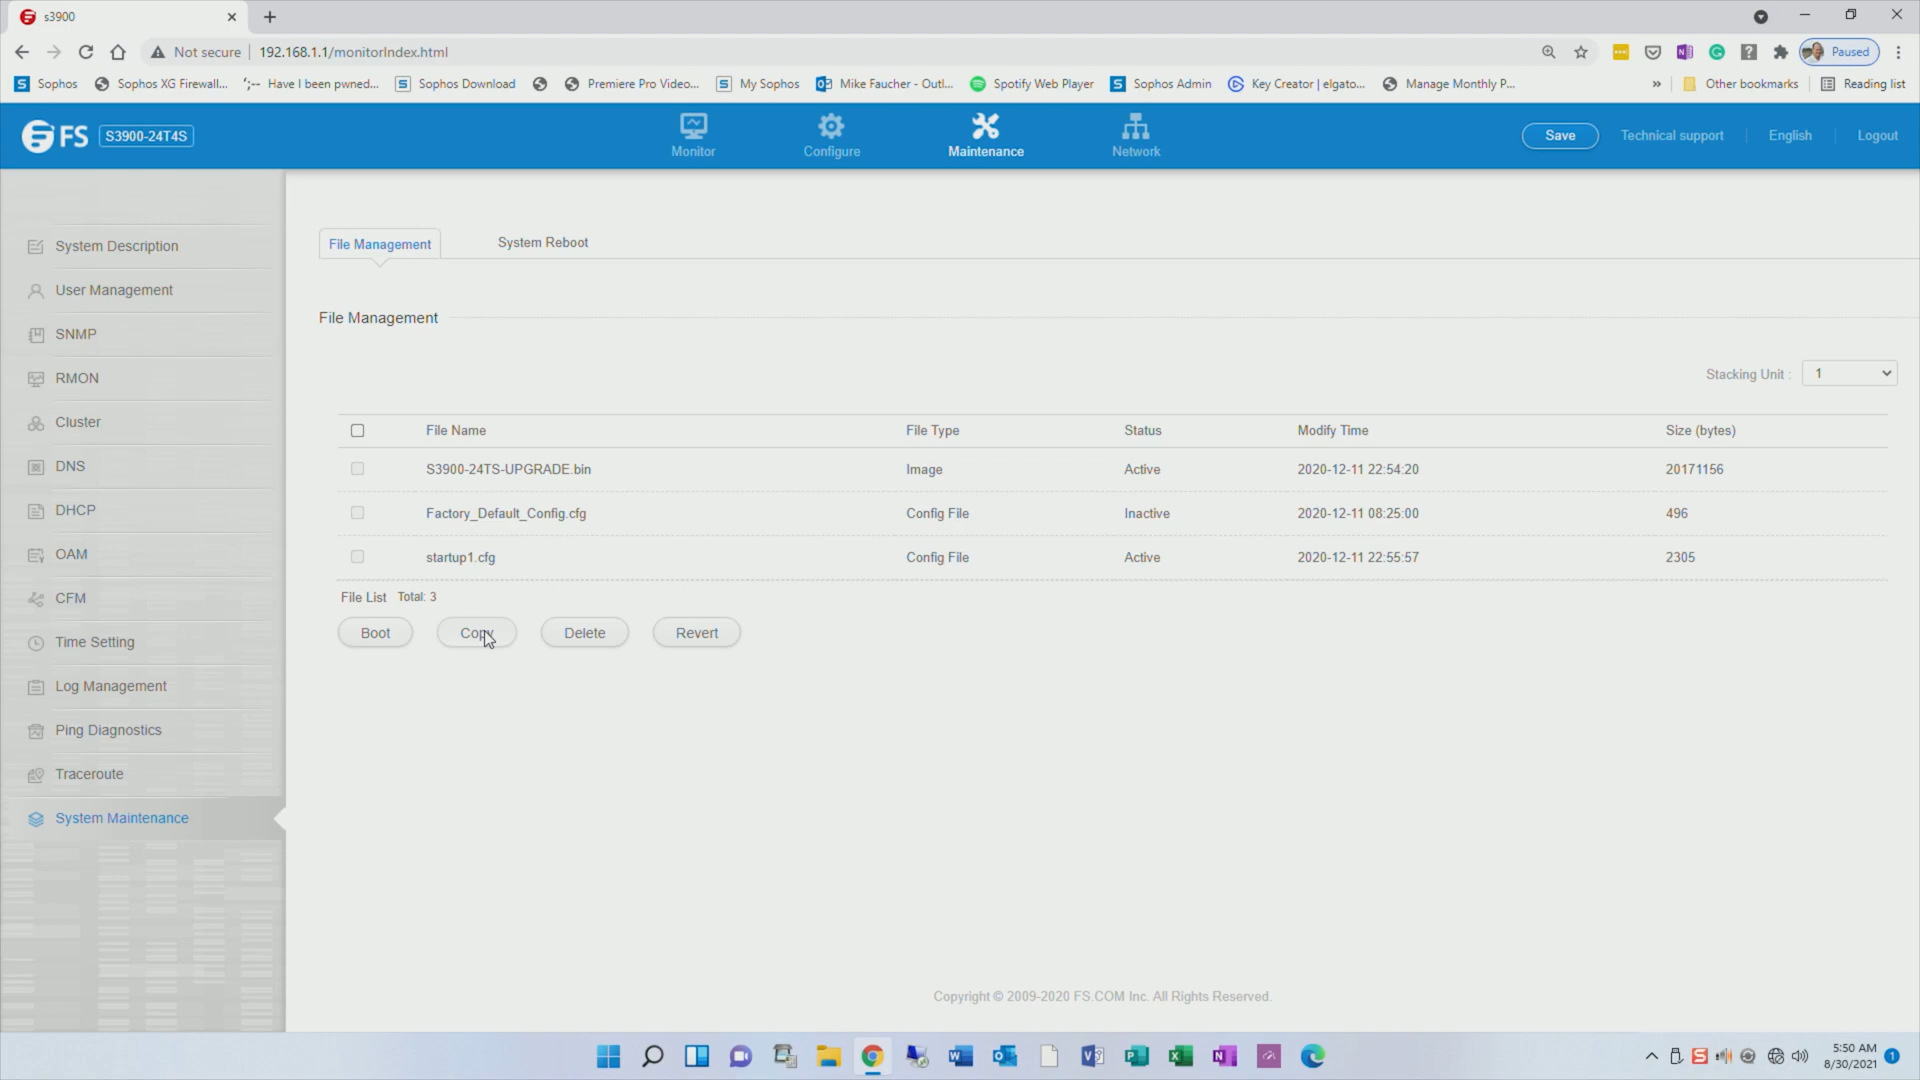 s3900
Not secure
192.168.1.1/monitorIndex.html
Paused
Sophos
Sophos XG Firewall...
Have I been pwned...
Sophos Download
Premiere Pro Video...
My Sophos
Mike Faucher - Outl...
Spotify Web Player
Sophos Admin
Key Creator | elgato...
Manage Monthly P...
Other bookmarks
Reading list
FS
S3900-24T4S
Monitor
Configure
Maintenance
Network
Save
Technical support
English
Logout
System Description
User Management
SNMP
RMON
Cluster
DNS
DHCP
OAM
CFM
Time Setting
Log Management
Ping Diagnostics
Traceroute
System Maintenance
File Management
System Reboot
File Management
Stacking Unit : 1
File Name File Type Status Modify Time Size (bytes)
S3900-24TS-UPGRADE.bin Image Active 2020-12-11 22:54:20 20171156
Factory_Default_Config.cfg Config File Inactive 2020-12-11 08:25:00 496
startup1.cfg Config File Active 2020-12-11 22:55:57 2305
File List Total: 3
Boot
Copy
Delete
Revert
Copyright © 2009-2020 FS.COM Inc. All Rights Reserved.
5:50 AM
8/30/2021
1